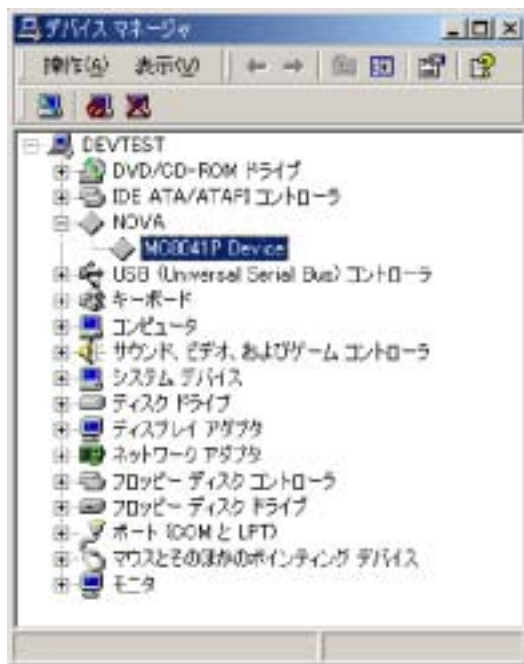 デバイス マネージャ
操作(A) 表示(V)
DEVTEST
DVD/CD-ROM ドライブ
IDE ATA/ATAPI コントローラ
NOVA
MO8041P Device
USB (Universal Serial Bus) コントローラ
キーボード
コンピュータ
サウンド、ビデオ、およびゲーム コントローラ
システム デバイス
ディスク ドライブ
ディスプレイ アダプタ
ネットワーク アダプタ
フロッピー ディスク コントローラ
フロッピー ディスク ドライブ
ポート (COM と LPT)
マウスとそのほかのポインティング デバイス
モニタ